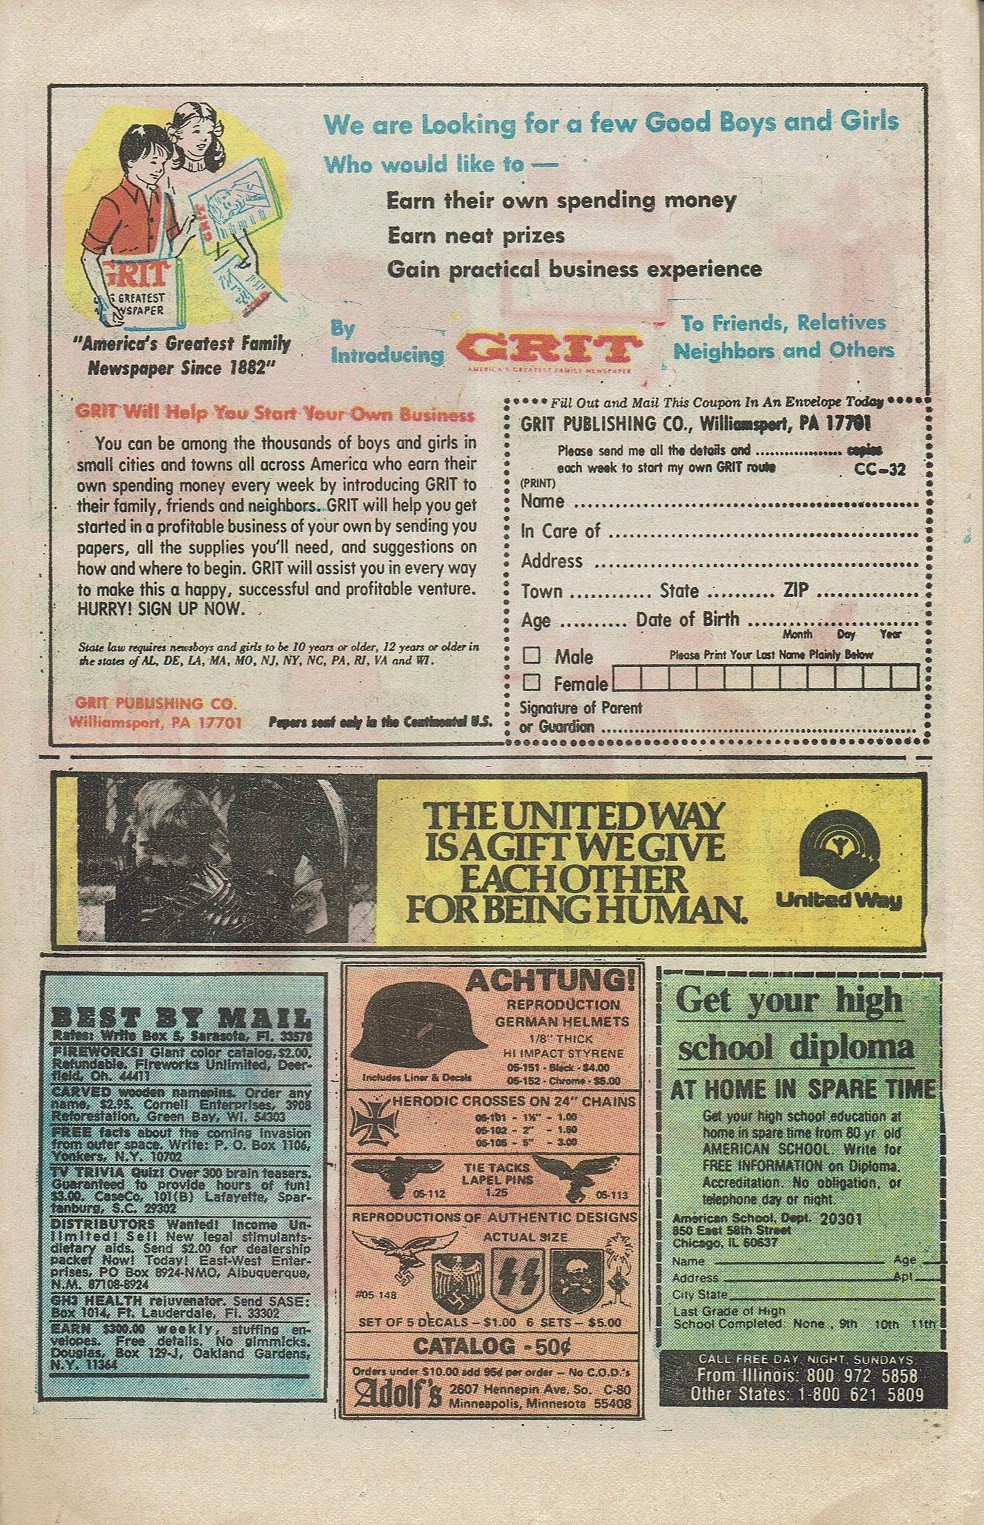 We are Looking for a few Good Boys and Girls
Who would like to —
Earn their own spending money
Earn neat prizes
Gain practical business experience
GRIT
GRIT
GREATEST
WSPAPER
"America's Greatest Family
Newspaper Since 1882"
By
Introducing
GRIT
AMERICA'S GREATEST FAMILY NEWSPAPER
To Friends, Relatives
Neighbors and Others
GRIT Will Help You Start Your Own Business
You can be among the thousands of boys and girls in
small cities and towns all across America who earn their
own spending money every week by introducing GRIT to
their family, friends and neighbors. GRIT will help you get
started in a profitable business of your own by sending you
papers, all the supplies you'll need, and suggestions on
how and where to begin. GRIT will assist you in every way
to make this a happy, successful and profitable venture.
HURRY! SIGN UP NOW.
State law requires newsboys and girls to be 10 years or older, 12 years or older in
the states of AL, DE, LA, MA, MO, NJ, NY, NC, PA, RI, VA and WI.
GRIT PUBLISHING CO.
Williamsport, PA 17701
Papers sent only in the Continental U.S.
Fill Out and Mail This Coupon In An Envelope Today
GRIT PUBLISHING CO., Williamsport, PA 17701
Please send me all the details and .................. copies
each week to start my own GRIT route
CC-32
(PRINT)
Name
In Care of
Address
Town ............ State .......... ZIP
Age .......... Date of Birth
Month Day Year
Male
Please Print Your Last Name Plainly Below
Female
Signature of Parent
or Guardian
THE UNITED WAY
IS A GIFT WE GIVE
EACH OTHER
FOR BEING HUMAN.
United Way
BEST BY MAIL
Rates: Write Box 5, Sarasota, Fl. 33578
FIREWORKS! Giant color catalog, $2.00.
Refundable. Fireworks Unlimited, Deer-
field, Oh. 44411
CARVED wooden namepins. Order any
name, $2.95. Cornell Enterprises, 3908
Reforestation, Green Bay, WI. 54303
FREE facts about the coming invasion
from outer space. Write: P. O. Box 1106,
Yonkers, N.Y. 10702
TV TRIVIA Quiz! Over 300 brain teasers.
Guaranteed to provide hours of fun!
$3.00. CaseCo, 101(B) Lafayette, Spar-
tanburg, S.C. 29302
DISTRIBUTORS Wanted! Income Un-
limited! Sell New legal stimulants-
dietary aids. Send $2.00 for dealership
packet Now! Today! East-West Enter-
prises, PO Box 8924-NMO, Albuquerque,
N.M. 87108-8924
GH3 HEALTH rejuvenator. Send SASE:
Box 1014, Ft. Lauderdale, Fl. 33302
EARN $300.00 weekly, stuffing en-
velopes. Free details. No gimmicks.
Douglas, Box 129-J, Oakland Gardens,
N.Y. 11364
ACHTUNG!
REPRODUCTION
GERMAN HELMETS
1/8" THICK
HI IMPACT STYRENE
05-151 - Black - $4.00
05-152 - Chrome - $5.00
Includes Liner & Decals
HERODIC CROSSES ON 24" CHAINS
05-101 - 1½" - 1.00
05-102 - 2" - 1.50
05-105 - 5" - 3.00
TIE TACKS
LAPEL PINS
1.25
05-112
05-113
REPRODUCTIONS OF AUTHENTIC DESIGNS
ACTUAL SIZE
#05 148
SET OF 5 DECALS – $1.00 6 SETS – $5.00
CATALOG - 50¢
Orders under $10.00 add 95¢ per order — No C.O.D.'s
Adolf's 2607 Hennepin Ave. So. C-80
Minneapolis, Minnesota 55408
Get your high
school diploma
AT HOME IN SPARE TIME
Get your high school education at
home in spare time from 80 yr old
AMERICAN SCHOOL. Write for
FREE INFORMATION on Diploma.
Accreditation. No obligation, or
telephone day or night.
American School, Dept. 20301
850 East 58th Street
Chicago, IL 60637
Name Age
Address Apt
City State
Last Grade of High
School Completed: None , 9th 10th 11th
CALL FREE DAY, NIGHT, SUNDAYS
From Illinois: 800 972 5858
Other States: 1-800 621 5809